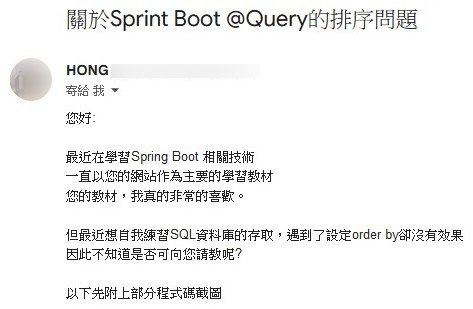 關於Sprint Boot @Query的排序問題
HONG
寄給 我
您好:
最近在學習Spring Boot 相關技術
一直以您的網站作為主要的學習教材
您的教材，我真的非常的喜歡。
但最近想自我練習SQL資料庫的存取，遇到了設定order by卻沒有效果
因此不知道是否可向您請教呢?
以下先附上部分程式碼截圖